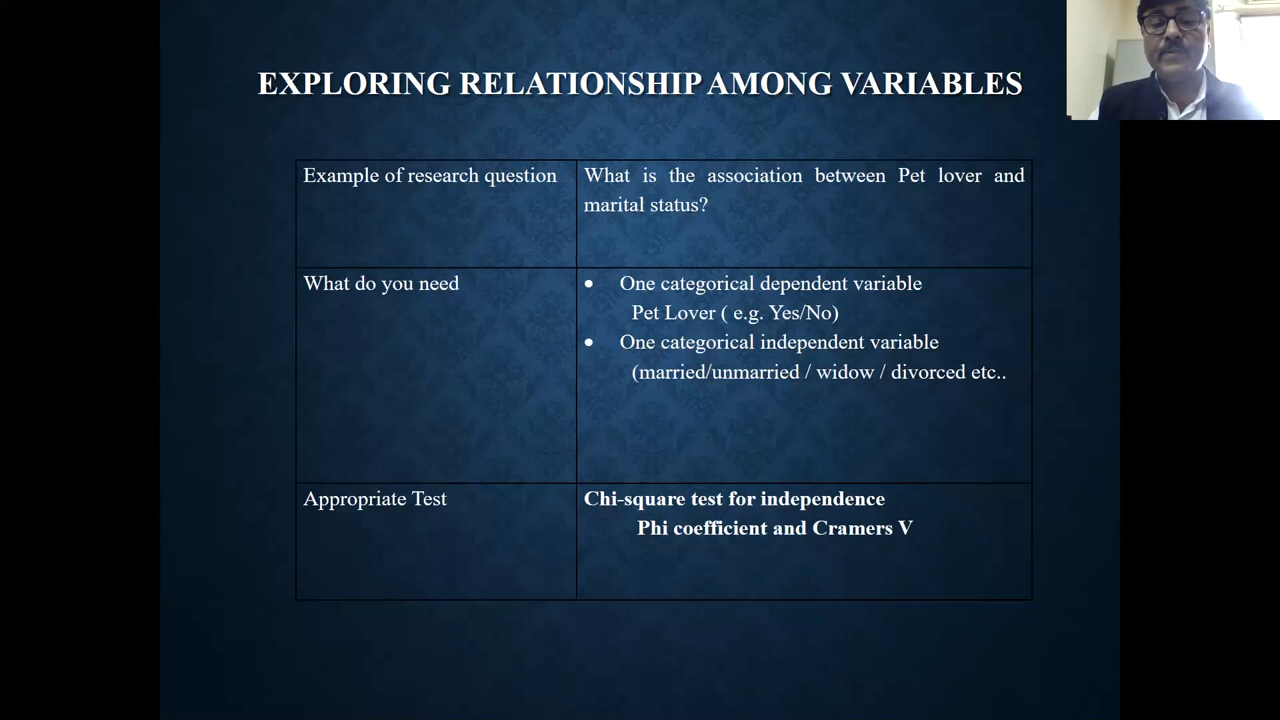 EXPLORING RELATIONSHIP AMONG VARIABLES
Example of research question
What is the association between Pet lover and
marital status?
What do you need
• One categorical dependent variable
Pet Lover ( e.g. Yes/No)
• One categorical independent variable
(married/unmarried / widow / divorced etc..
Appropriate Test
Chi-square test for independence
Phi coefficient and Cramers V